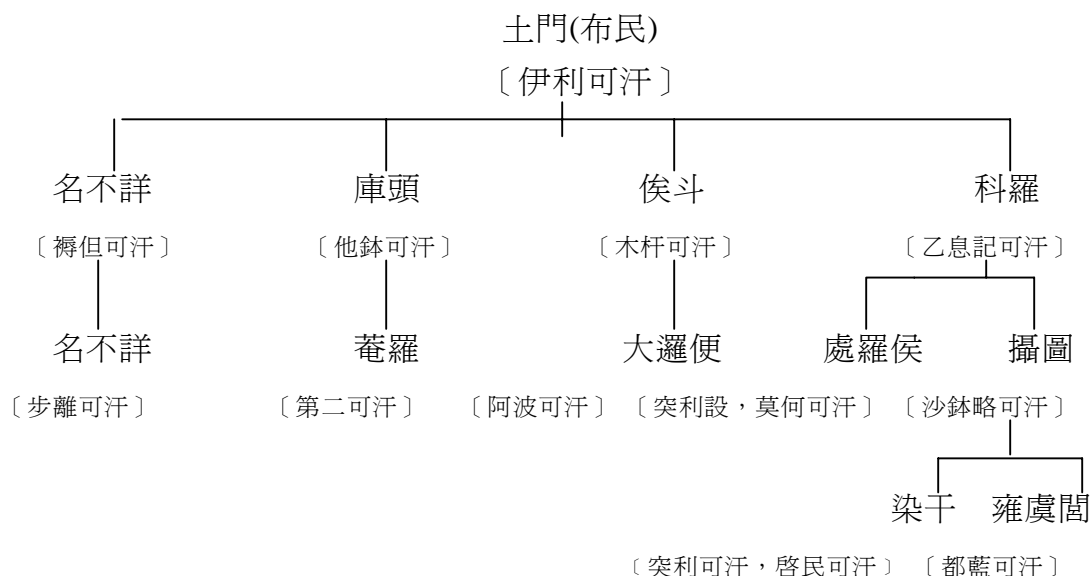 土門(布民)
〔伊利可汗〕
名不詳 庫頭 俟斗 科羅
〔褥但可汗〕 〔他鉢可汗〕 〔木杆可汗〕 〔乙息記可汗〕
名不詳 菴羅 大邏便 處羅侯 攝圖
〔步離可汗〕 〔第二可汗〕 〔阿波可汗〕 〔突利設，莫何可汗〕 〔沙鉢略可汗〕
染干 雍虞閭
〔突利可汗，啓民可汗〕 〔都藍可汗〕